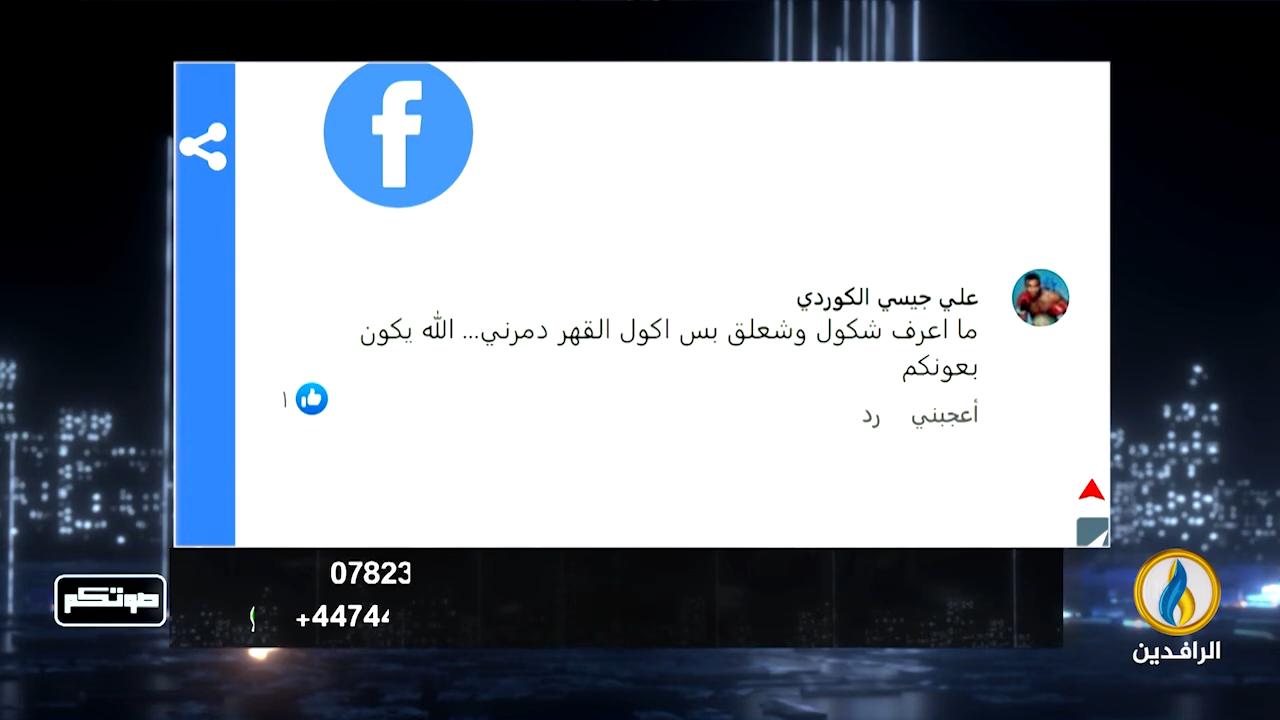 علي جيسي الكوردي
ما اعرف شكول وشعلق بس اكول القهر دمرني... الله يكون
بعونكم
١
أعجبني رد
07823
+44744
صوتكم
الرافدين